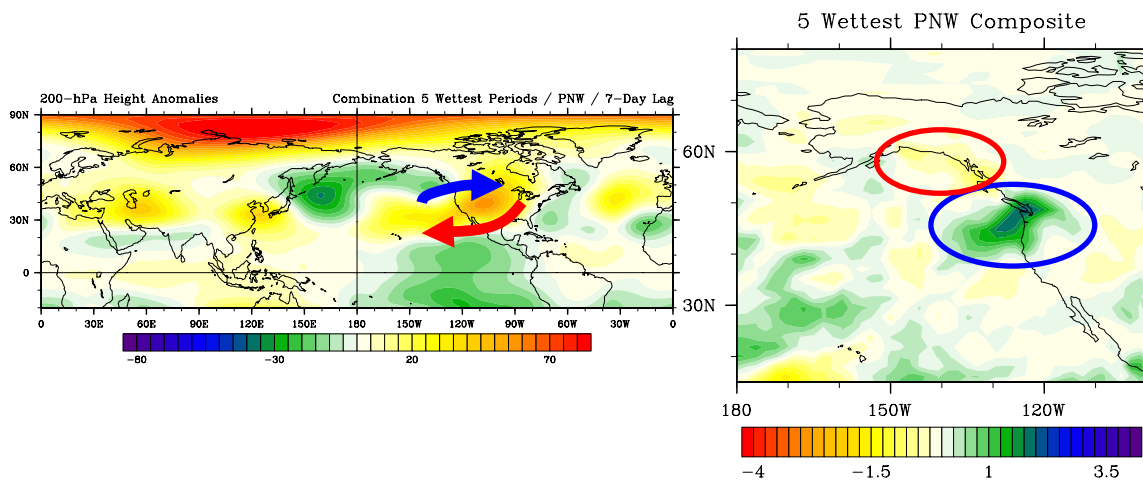 5 Wettest PNW Composite
200-hPa Height Anomalies
Combination 5 Wettest Periods / PNW / 7-Day Lag
90N
60N
30N
0
30S
0 30E 60E 90E 120E 150E 180 150W 120W 90W 60W 30W 0
-80 -30 20 70
60N
30N
180 150W 120W
-4 -1.5 1 3.5